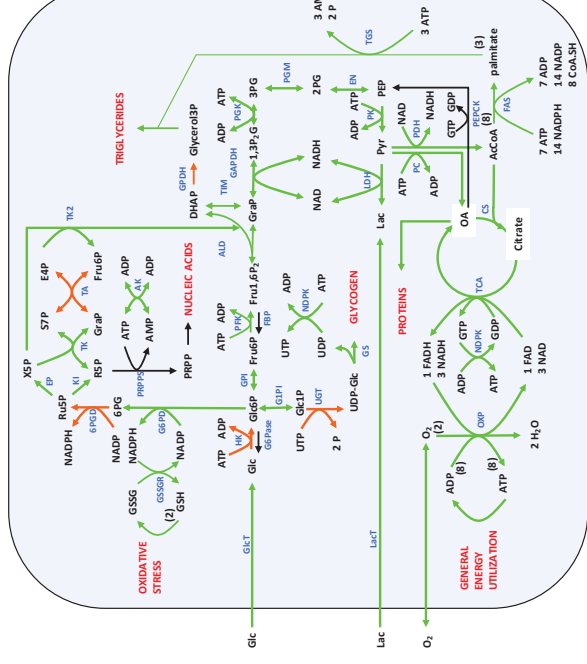 3 AM
2 P
TGS
3 ATP
(3)
palmitate
TRIGLYCERIDES
Glycerol3P
GPDH
DHAP
TIM
GraP
ATP
ADP
PGK
3PG
PGM
2PG
EN
PEP
1,3P₂G
GAPDH
ATP
ADP
PK
NAD
NADH
PDH
GTP
GDP
PEPCK
(8)
AcCoA
FAS
7 ADP
14 NADP
8 CoA.SH
7 ATP
14 NADPH
NADH
NAD
LDH
Pyr
PC
ATP
ADP
Lac
OA
CS
Citrate
TK2
E4P
Fru6P
TA
S7P
GraP
TK
X5P
EP
Ru5P
KI
R5P
ADP
ADP
AK
ATP
AMP
PRPPS
PRPP
NUCLEIC ACIDS
ALD
Fru1,6P₂
ADP
ATP
PFK
FBP
Fru6P
GPI
ADP
ATP
NDPK
UTP
UDP
GLYCOGEN
GS
PROTEINS
TCA
1 FADH
3 NADH
GTP
GDP
NDPK
ADP
ATP
1 FAD
3 NAD
NADPH
6PGD
NADP
6PG
NADPH
G6PD
NADP
GSSG
GSSGR
(2)
GSH
OXIDATIVE
STRESS
Glc6P
G1PI
Glc1P
UGT
UDP-Glc
UTP
2 P
ADP
ATP
HK
G6Pase
Glc
GlcT
Glc
LacT
Lac
O₂
(2)
OXP
2 H₂O
ADP
(8)
(8)
ATP
GENERAL
ENERGY
UTILIZATION
O₂